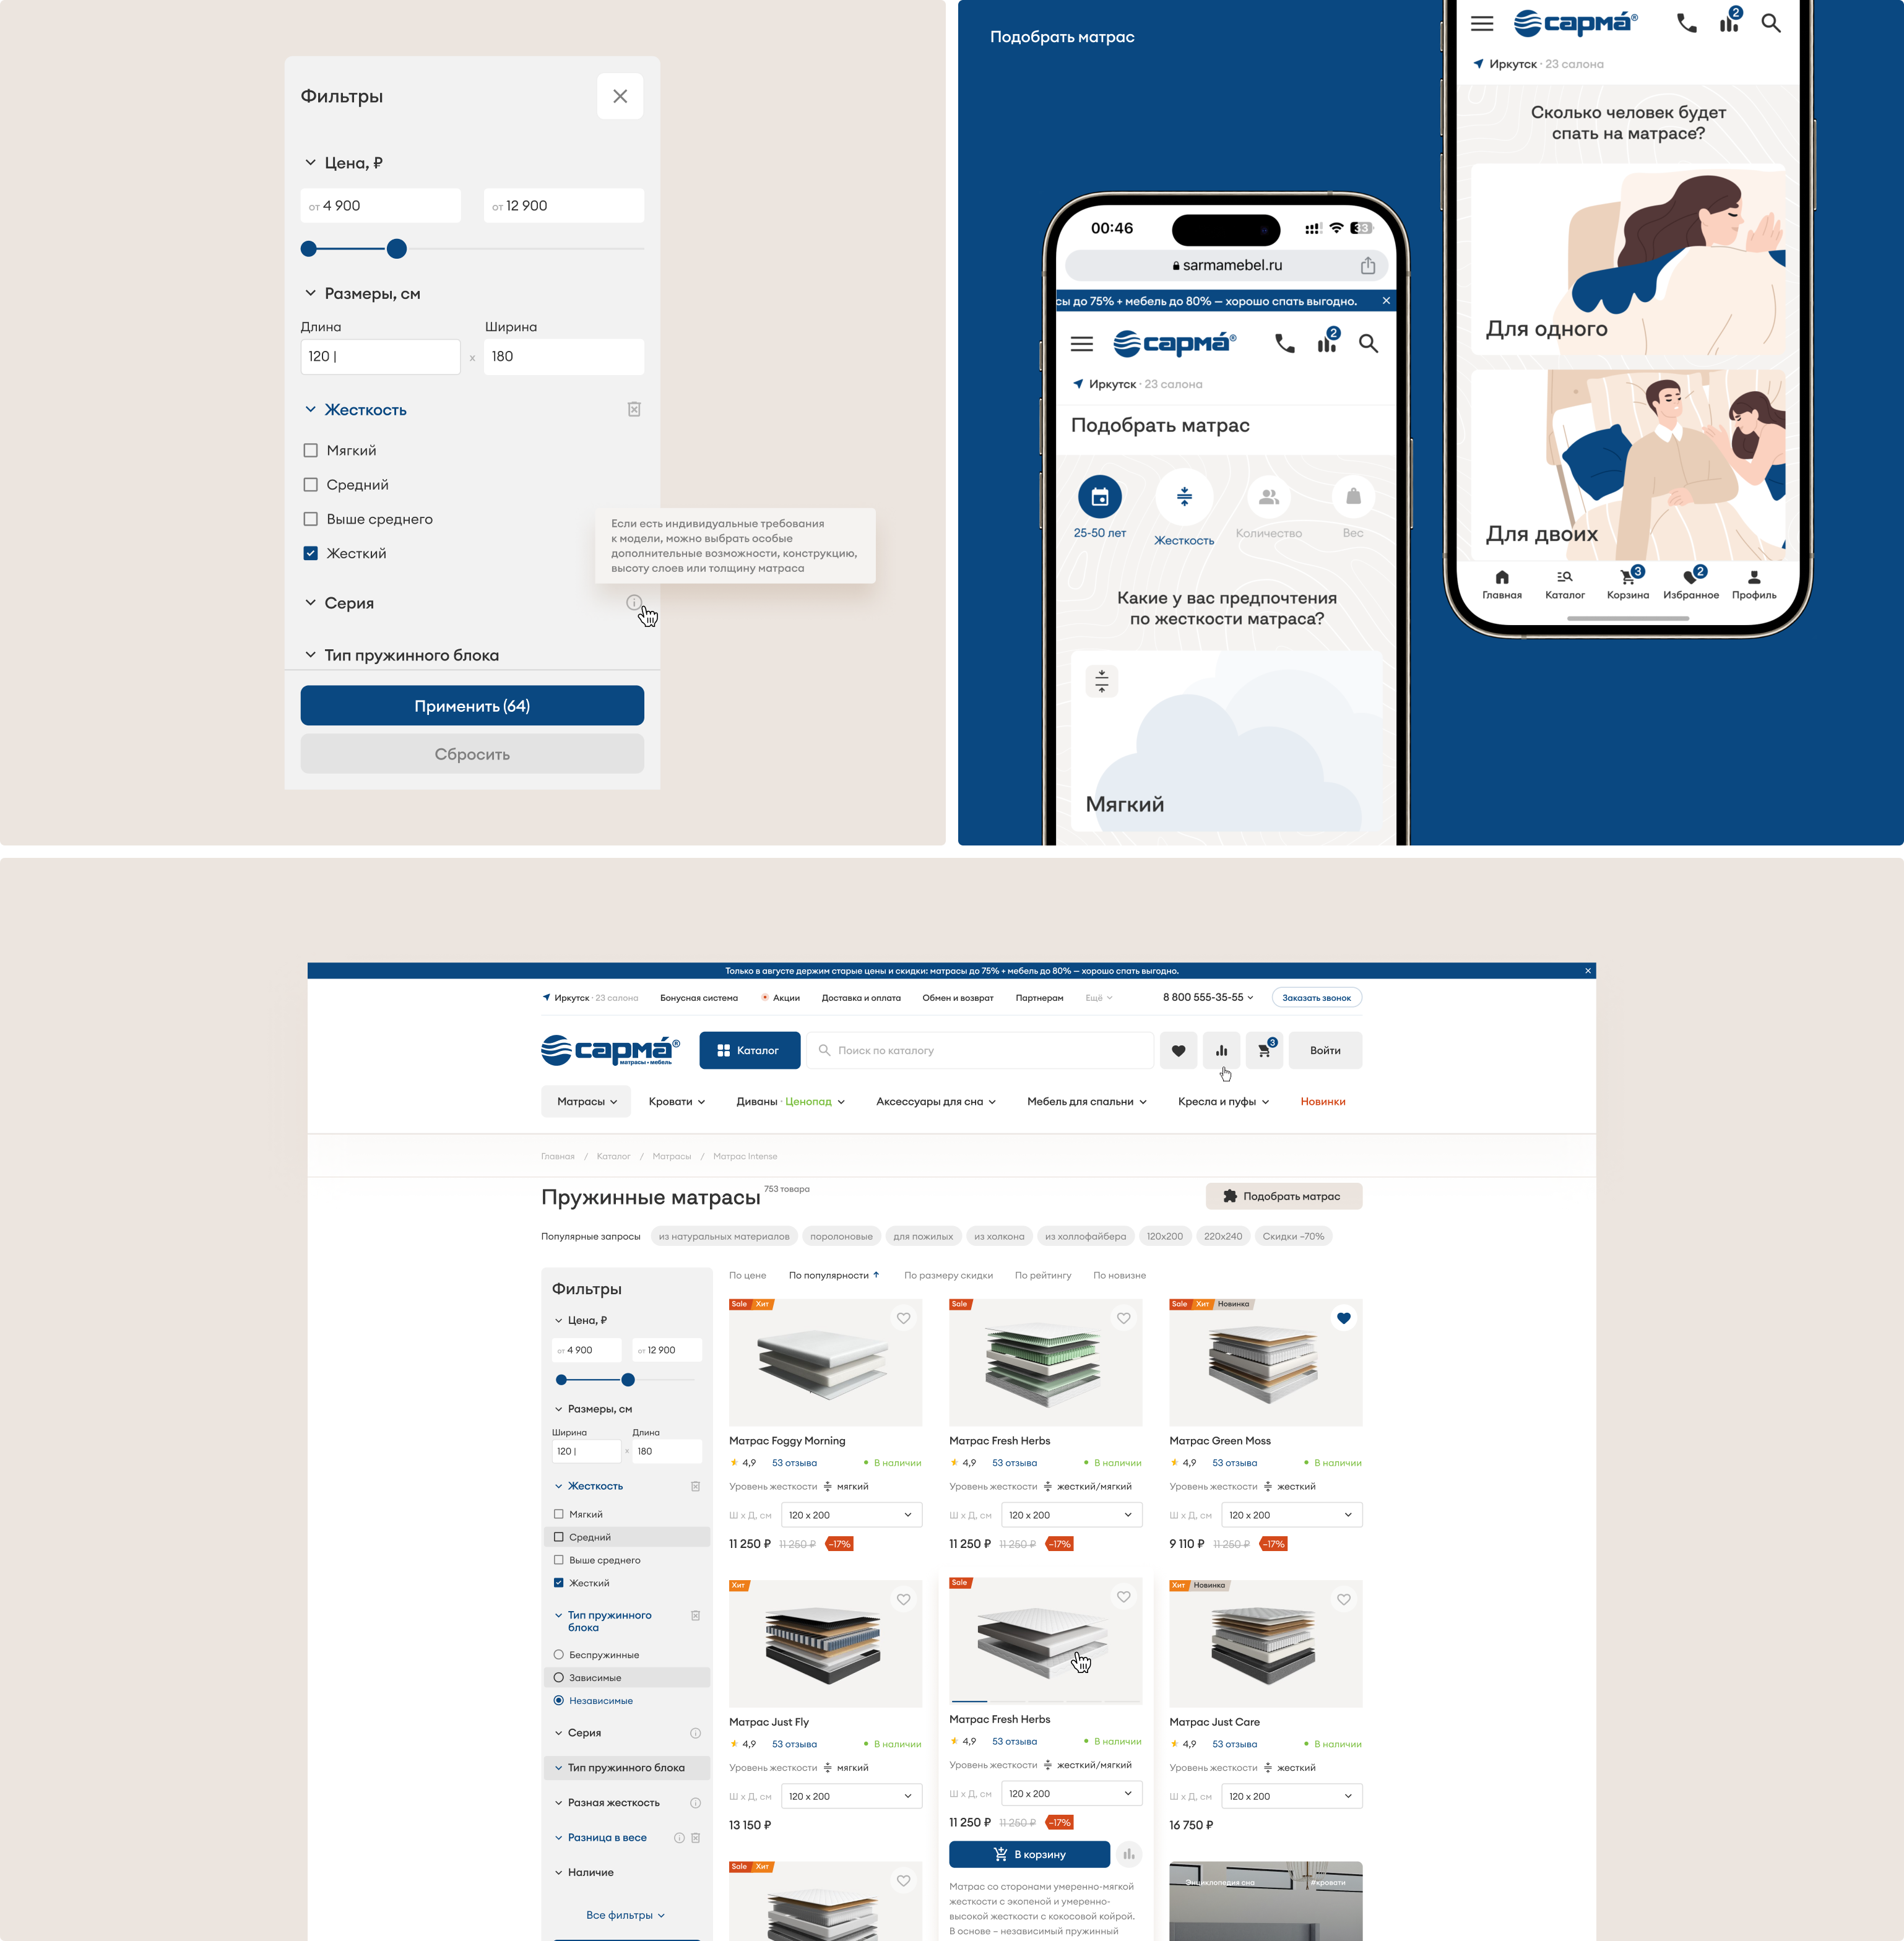 Фильтры
Цена, ₽
от 4 900
от 12 900
Размеры, см
Длина
Ширина
120 |
x
180
Жесткость
Мягкий
Средний
Выше среднего
Жесткий
Если есть индивидуальные требования
к модели, можно выбрать особые
дополнительные возможности, конструкцию,
высоту слоев или толщину матраса
Серия
Тип пружинного блока
Применить (64)
Сбросить
Подобрать матрас
00:46
33
sarmamebel.ru
сы до 75% + мебель до 80% — хорошо спать выгодно.
сарма́®
2
Иркутск · 23 салона
Подобрать матрас
25-50 лет
Жесткость
Количество
Вес
Какие у вас предпочтения
по жесткости матраса?
Мягкий
сарма́®
2
Иркутск · 23 салона
Сколько человек будет
спать на матрасе?
Для одного
Для двоих
3
2
Главная
Каталог
Корзина
Избранное
Профиль
Только в августе держим старые цены и скидки: матрасы до 75% + мебель до 80% — хорошо спать выгодно.
Иркутск · 23 салона
Бонусная система
Акции
Доставка и оплата
Обмен и возврат
Партнерам
Ещё
8 800 555-35-55
Заказать звонок
сарма́®
матрасы•мебель
Каталог
Поиск по каталогу
3
Войти
Матрасы
Кровати
Диваны · Ценопад
Аксессуары для сна
Мебель для спальни
Кресла и пуфы
Новинки
Главная / Каталог / Матрасы / Матрас Intense
Пружинные матрасы 753 товара
Подобрать матрас
Популярные запросы
из натуральных материалов
поролоновые
для пожилых
из холкона
из холлофайбера
120х200
220х240
Скидки -70%
Фильтры
Цена, ₽
от 4 900
от 12 900
Размеры, см
Ширина
Длина
120 |
x
180
Жесткость
Мягкий
Средний
Выше среднего
Жесткий
Тип пружинного
блока
Беспружинные
Зависимые
Независимые
Серия
Тип пружинного блока
Разная жесткость
Разница в весе
Наличие
Все фильтры
По цене
По популярности
По размеру скидки
По рейтингу
По новизне
Sale Хит
Матрас Foggy Morning
4,9 53 отзыва В наличии
Уровень жесткости мягкий
Ш х Д, см 120 x 200
11 250 ₽ 11 250 ₽ -17%
Sale
Матрас Fresh Herbs
4,9 53 отзыва В наличии
Уровень жесткости жесткий/мягкий
Ш х Д, см 120 x 200
11 250 ₽ 11 250 ₽ -17%
Sale Хит Новинка
Матрас Green Moss
4,9 53 отзыва В наличии
Уровень жесткости жесткий
Ш х Д, см 120 x 200
9 110 ₽ 11 250 ₽ -17%
Хит
Матрас Just Fly
4,9 53 отзыва В наличии
Уровень жесткости мягкий
Ш х Д, см 120 x 200
13 150 ₽
Sale
Матрас Fresh Herbs
4,9 53 отзыва В наличии
Уровень жесткости жесткий/мягкий
Ш х Д, см 120 x 200
11 250 ₽ 11 250 ₽ -17%
В корзину
Матрас со сторонами умеренно-мягкой
жесткости с экопеной и умеренно-
высокой жесткости с кокосовой койрой.
В основе – независимый пружинный
Хит Новинка
Матрас Just Care
4,9 53 отзыва В наличии
Уровень жесткости жесткий
Ш х Д, см 120 x 200
16 750 ₽
Sale Хит
Энциклопедия сна
#кровати